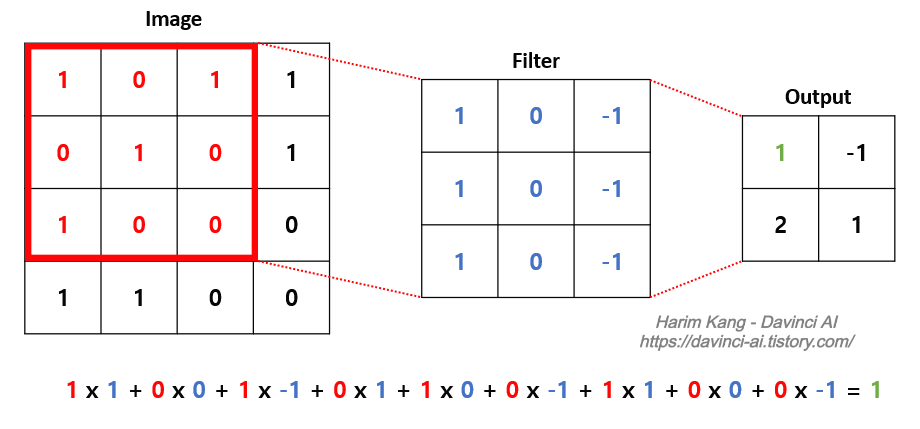 Image
1 0 1 1
0 1 0 1
1 0 0 0
1 1 0 0
Filter
1 0 -1
1 0 -1
1 0 -1
Output
1 -1
2 1
Harim Kang - Davinci AI
https://davinci-ai.tistory.com/
1 x 1 + 0 x 0 + 1 x -1 + 0 x 1 + 1 x 0 + 0 x -1 + 1 x 1 + 0 x 0 + 0 x -1 = 1